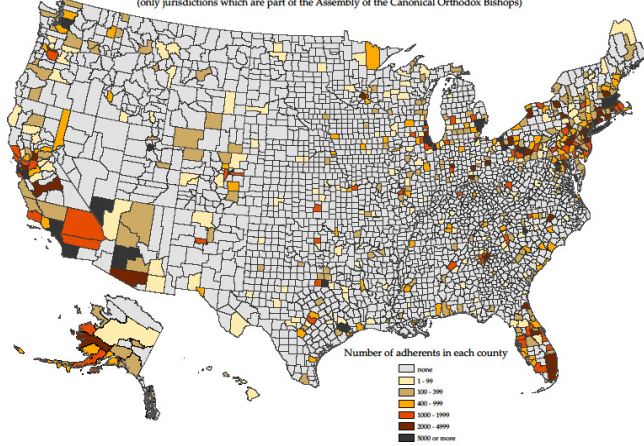 (only jurisdictions which are part of the Assembly of the Canonical Orthodox Bishops)
Number of adherents in each county
none
1 - 99
100 - 399
400 - 999
1000 - 1999
2000 - 4999
5000 or more